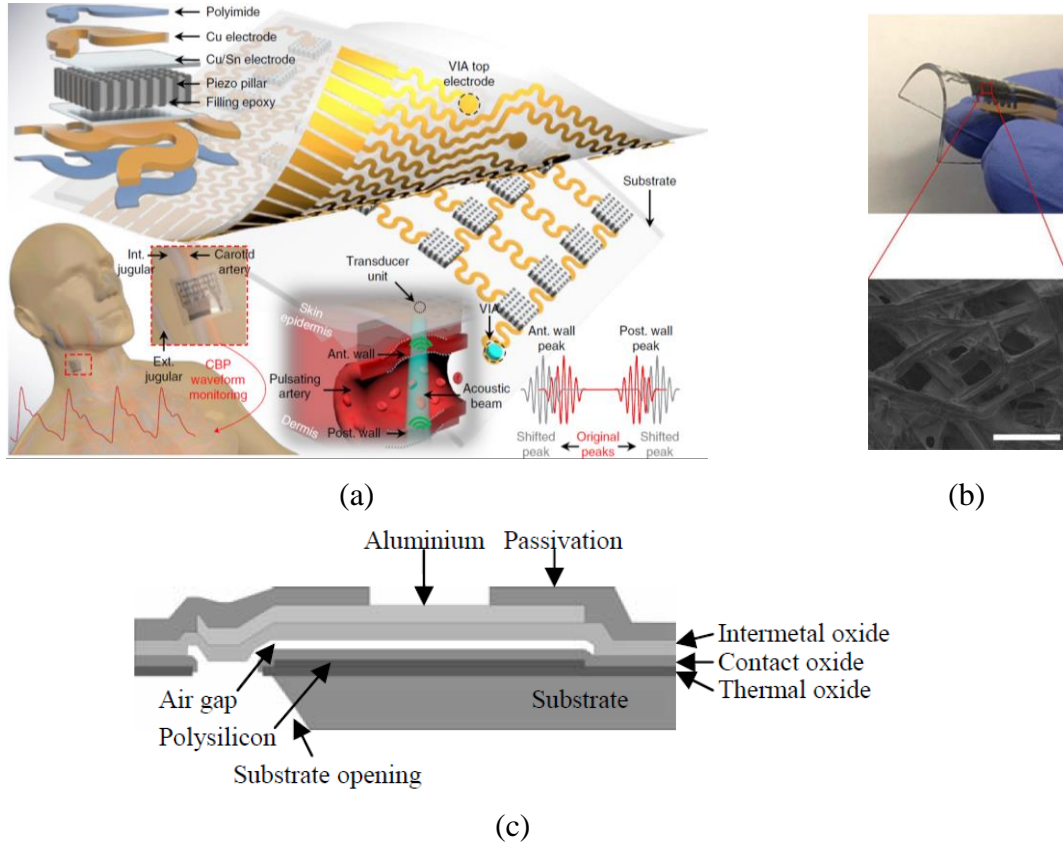 Polyimide
Cu electrode
Cu/Sn electrode
Piezo pillar
Filling epoxy
VIA top
electrode
Substrate
Int.
jugular
Carotid
artery
Ext.
jugular
CBP
waveform
monitoring
Transducer
unit
Skin
epidermis
Ant. wall
Pulsating
artery
Acoustic
beam
Post. wall
Dermis
VIA
Ant. wall
peak
Post. wall
peak
Shifted
peak
Original
peaks
Shifted
peak
(a)
(b)
Aluminium
Passivation
Intermetal oxide
Contact oxide
Thermal oxide
Air gap
Polysilicon
Substrate
Substrate opening
(c)